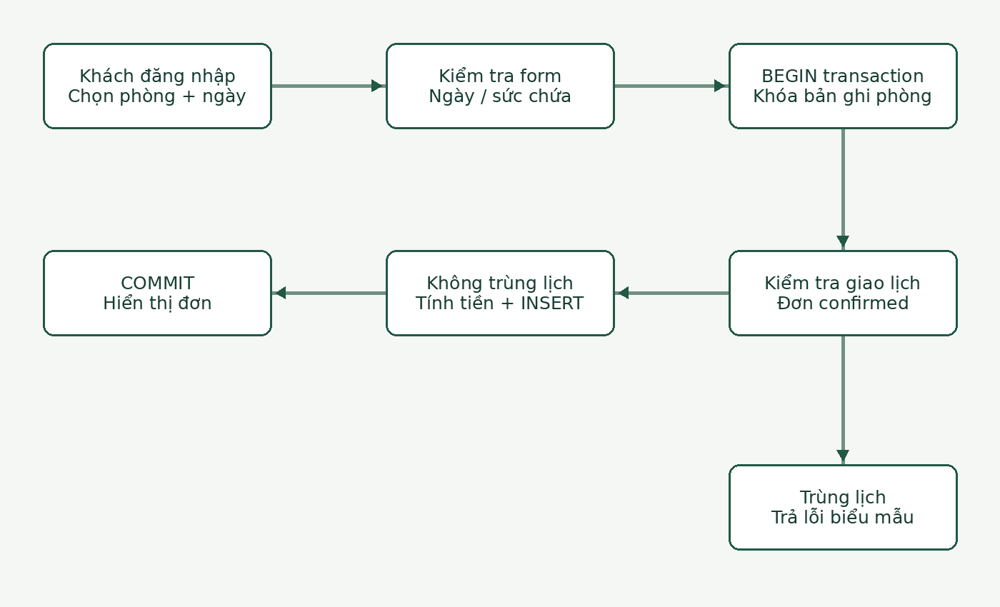 Khách đăng nhập
Chọn phòng + ngày
Kiểm tra form
Ngày / sức chứa
BEGIN transaction
Khóa bản ghi phòng
Kiểm tra giao lịch
Đơn confirmed
Không trùng lịch
Tính tiền + INSERT
COMMIT
Hiển thị đơn
Trùng lịch
Trả lỗi biểu mẫu